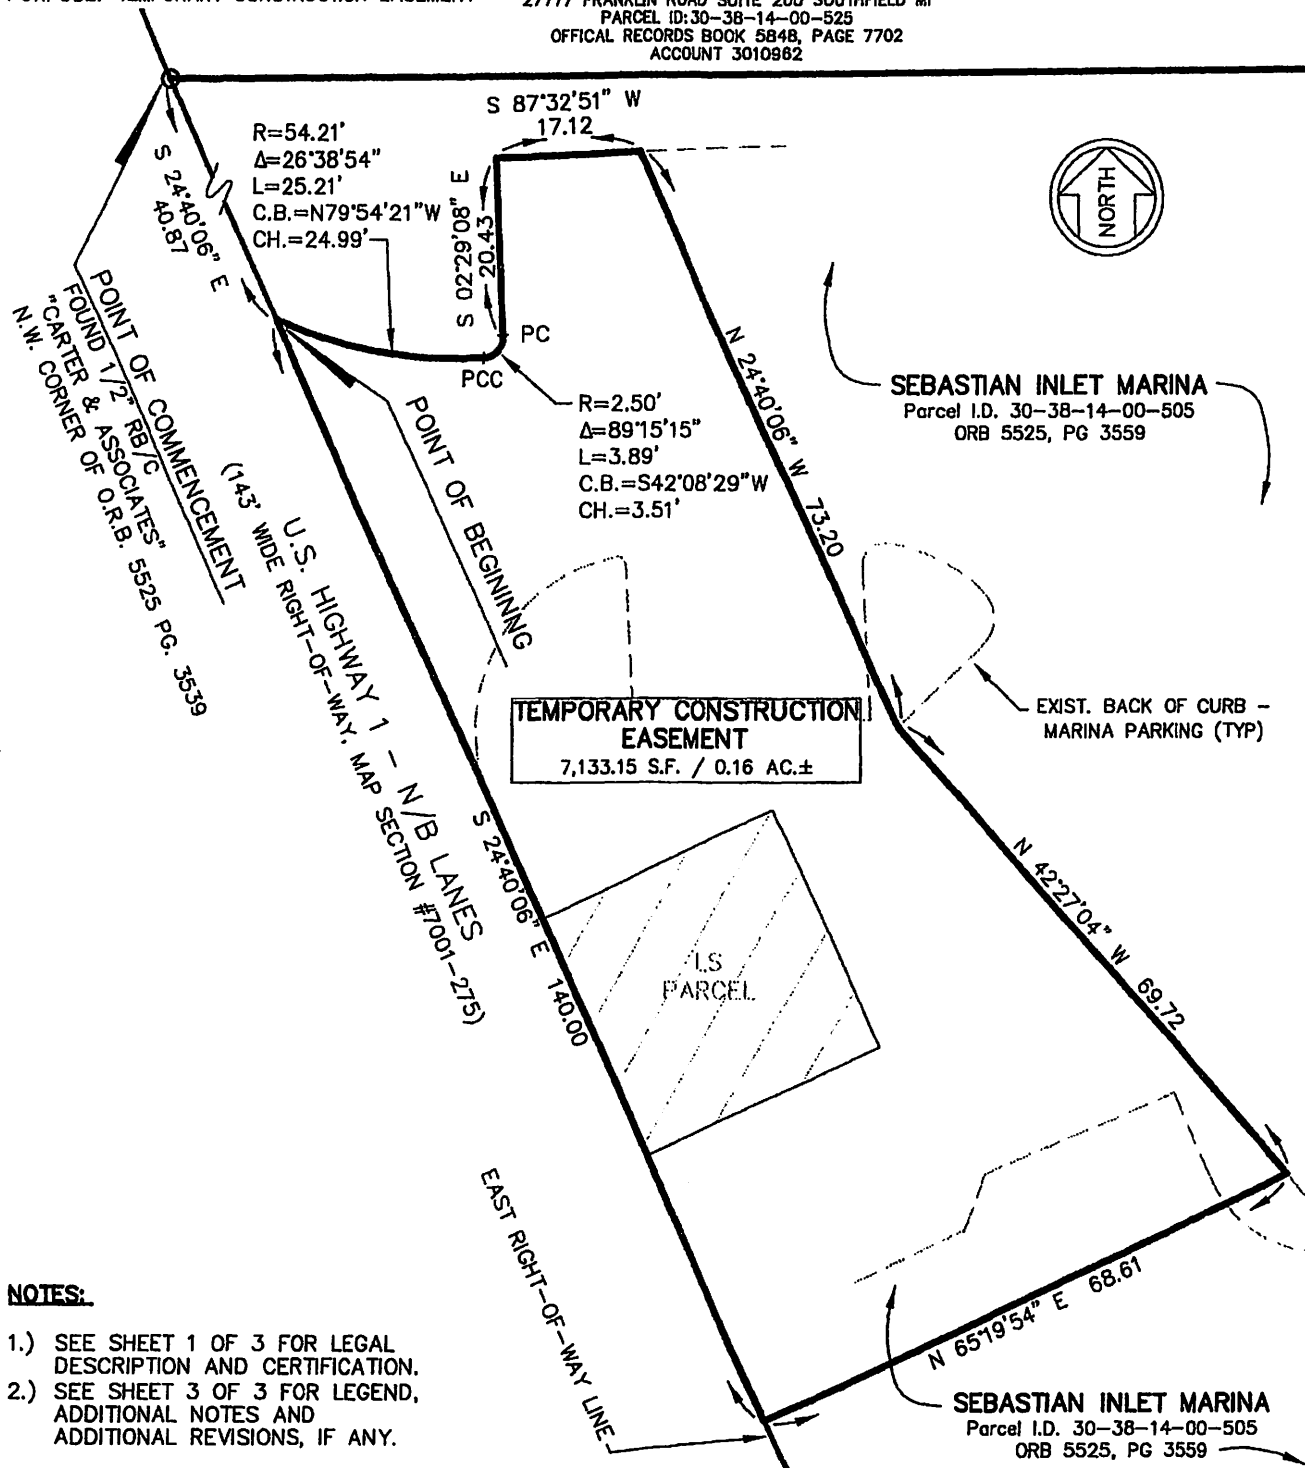 PURPOSE: TEMPORARY CONSTRUCTION EASEMENT
27777 FRANKLIN ROAD SUITE 200 SOUTHFIELD MI
PARCEL ID:30-38-14-00-525
OFFICAL RECORDS BOOK 5848, PAGE 7702
ACCOUNT 3010962
S 87°32'51" W
17.12
R=54.21'
Δ=26°38'54"
L=25.21'
C.B.=N79°54'21"W
CH.=24.99'
S 24°40'06" E
40.87
S 02°29'08" E
20.43
NORTH
PC
PCC
R=2.50'
Δ=89°15'15"
L=3.89'
C.B.=S42°08'29"W
CH.=3.51'
N 24°40'06" W 73.20
SEBASTIAN INLET MARINA
Parcel I.D. 30-38-14-00-505
ORB 5525, PG 3559
POINT OF COMMENCEMENT
FOUND 1/2" RB/C
"CARTER & ASSOCIATES"
N.W. CORNER OF O.R.B. 5525 PG. 3539
POINT OF BEGININNG
U.S. HIGHWAY 1 - N/B LANES
(143' WIDE RIGHT-OF-WAY, MAP SECTION #7001-275)
TEMPORARY CONSTRUCTION
EASEMENT
7,133.15 S.F. / 0.16 AC.±
EXIST. BACK OF CURB -
MARINA PARKING (TYP)
S 24°40'06" E 140.00
N 42°27'04" W 69.72
LS
PARCEL
EAST RIGHT-OF-WAY LINE
N 65°19'54" E 68.61
NOTES:
1.) SEE SHEET 1 OF 3 FOR LEGAL
DESCRIPTION AND CERTIFICATION.
2.) SEE SHEET 3 OF 3 FOR LEGEND,
ADDITIONAL NOTES AND
ADDITIONAL REVISIONS, IF ANY.
SEBASTIAN INLET MARINA
Parcel I.D. 30-38-14-00-505
ORB 5525, PG 3559